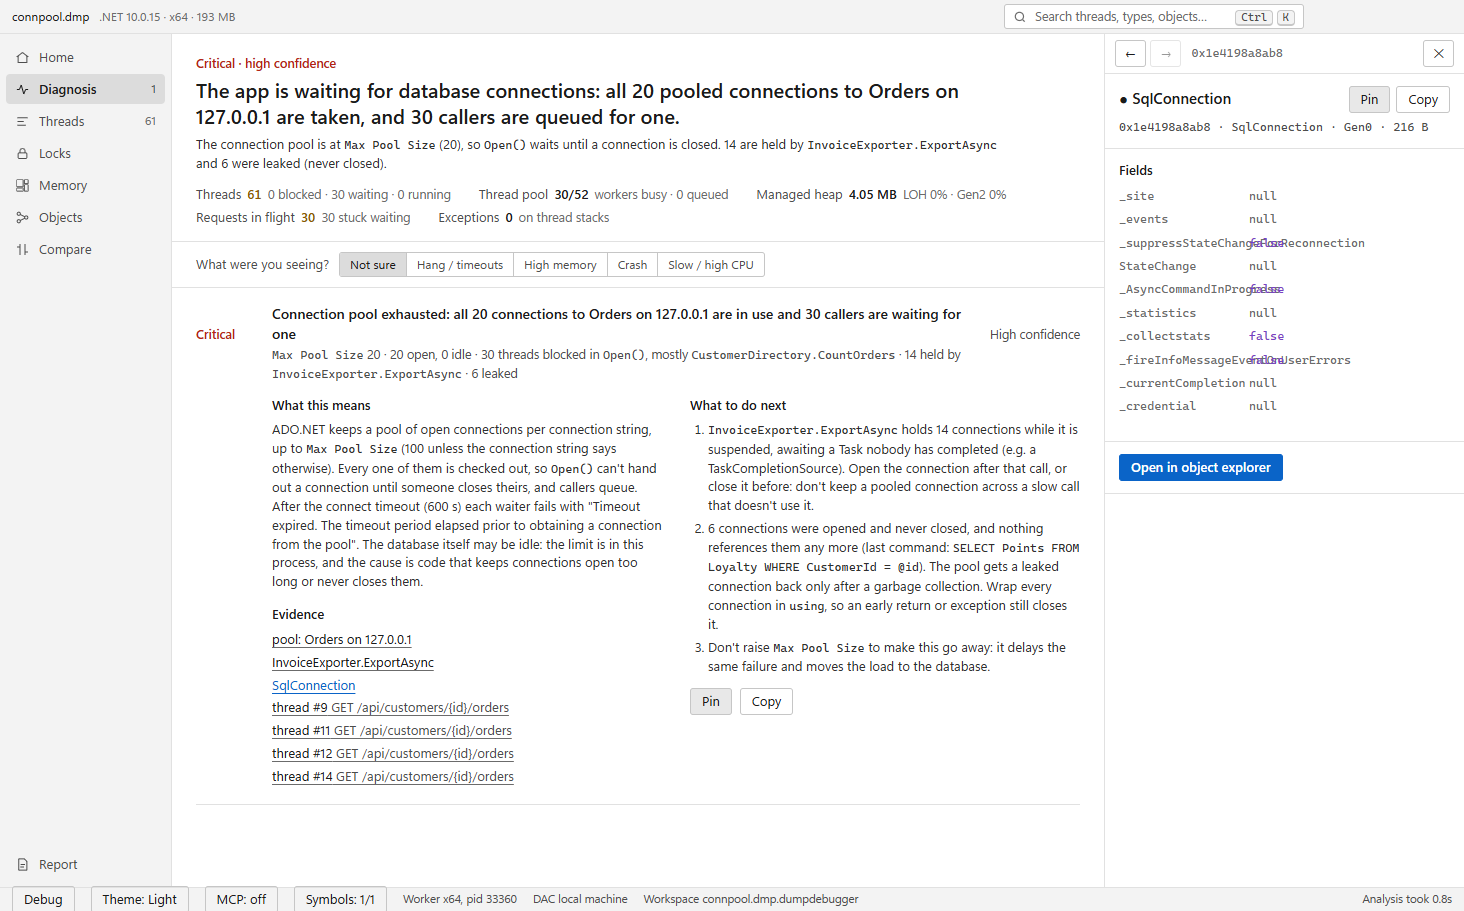 connpool.dmp .NET 10.0.15 · x64 · 193 MB
Search threads, types, objects... Ctrl K
Home
Diagnosis 1
Threads 61
Locks
Memory
Objects
Compare
Report
Critical · high confidence
The app is waiting for database connections: all 20 pooled connections to Orders on
127.0.0.1 are taken, and 30 callers are queued for one.
The connection pool is at Max Pool Size (20), so Open() waits until a connection is closed. 14 are held by InvoiceExporter.ExportAsync
and 6 were leaked (never closed).
Threads 61 0 blocked · 30 waiting · 0 running Thread pool 30/52 workers busy · 0 queued Managed heap 4.05 MB LOH 0% · Gen2 0%
Requests in flight 30 30 stuck waiting Exceptions 0 on thread stacks
What were you seeing? Not sure Hang / timeouts High memory Crash Slow / high CPU
Critical
Connection pool exhausted: all 20 connections to Orders on 127.0.0.1 are in use and 30 callers are waiting for
one
High confidence
Max Pool Size 20 · 20 open, 0 idle · 30 threads blocked in Open(), mostly CustomerDirectory.CountOrders · 14 held by
InvoiceExporter.ExportAsync · 6 leaked
What this means
ADO.NET keeps a pool of open connections per connection string,
up to Max Pool Size (100 unless the connection string says
otherwise). Every one of them is checked out, so Open() can't hand
out a connection until someone closes theirs, and callers queue.
After the connect timeout (600 s) each waiter fails with "Timeout
expired. The timeout period elapsed prior to obtaining a connection
from the pool". The database itself may be idle: the limit is in this
process, and the cause is code that keeps connections open too
long or never closes them.
Evidence
pool: Orders on 127.0.0.1
InvoiceExporter.ExportAsync
SqlConnection
thread #9 GET /api/customers/{id}/orders
thread #11 GET /api/customers/{id}/orders
thread #12 GET /api/customers/{id}/orders
thread #14 GET /api/customers/{id}/orders
What to do next
1. InvoiceExporter.ExportAsync holds 14 connections while it is
suspended, awaiting a Task nobody has completed (e.g. a
TaskCompletionSource). Open the connection after that call, or
close it before: don't keep a pooled connection across a slow call
that doesn't use it.
2. 6 connections were opened and never closed, and nothing
references them any more (last command: SELECT Points FROM
Loyalty WHERE CustomerId = @id). The pool gets a leaked
connection back only after a garbage collection. Wrap every
connection in using, so an early return or exception still closes
it.
3. Don't raise Max Pool Size to make this go away: it delays the
same failure and moves the load to the database.
Pin Copy
← → 0x1e4198a8ab8 ×
● SqlConnection Pin Copy
0x1e4198a8ab8 · SqlConnection · Gen0 · 216 B
Fields
_site null
_events null
_suppressStateChangeForReconnection false
StateChange null
_AsyncCommandInProgress false
_statistics null
_collectstats false
_fireInfoMessageEventOnUserErrors false
_currentCompletion null
_credential null
Open in object explorer
Debug Theme: Light MCP: off Symbols: 1/1 Worker x64, pid 33360 DAC local machine Workspace connpool.dmp.dumpdebugger Analysis took 0.8s